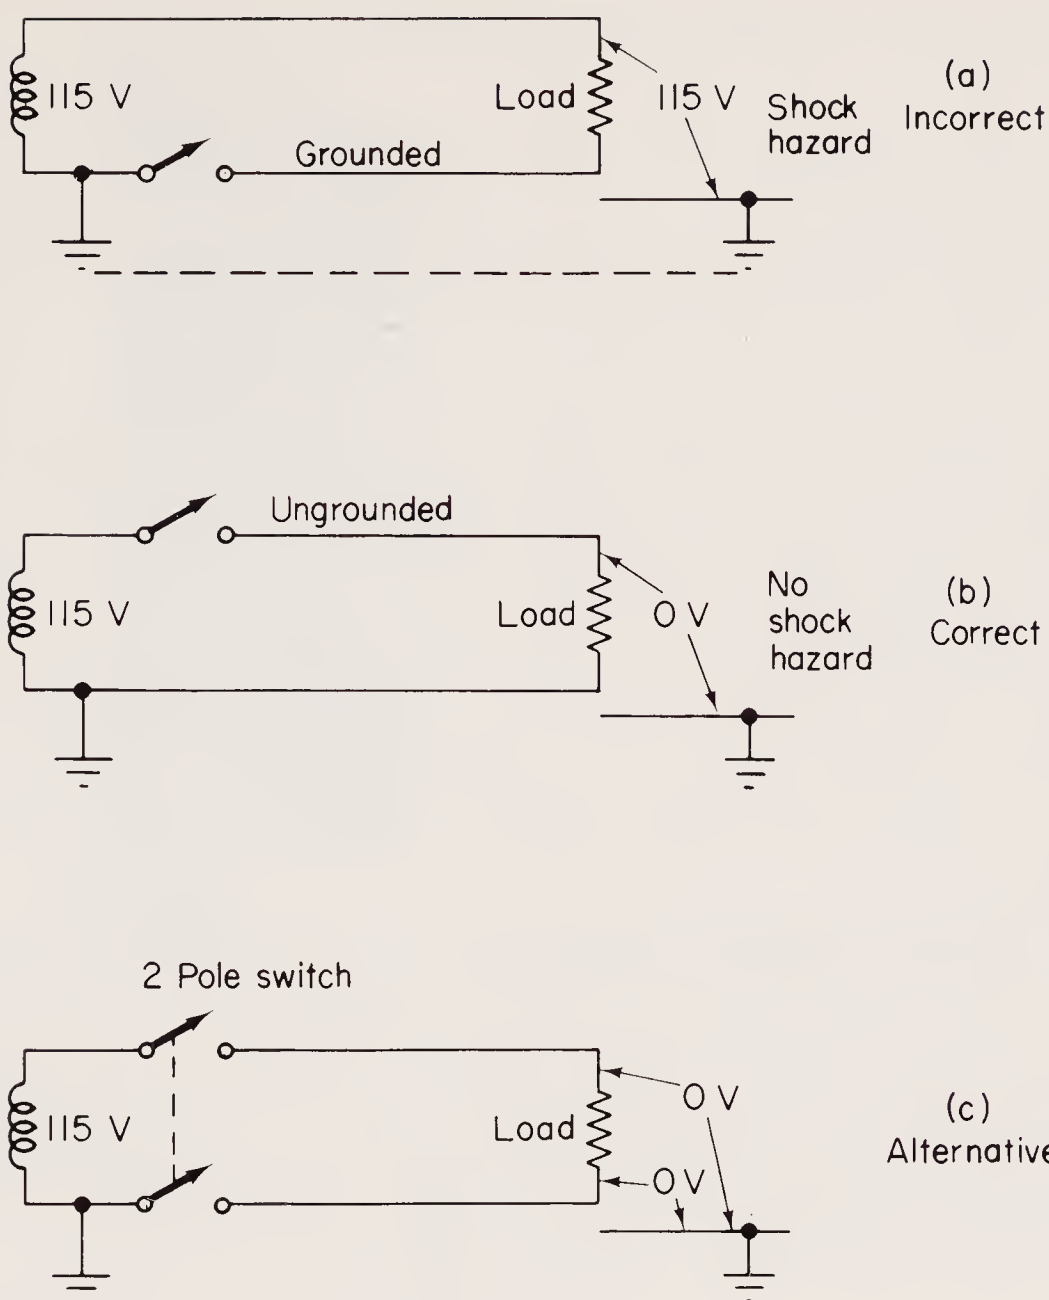 115 V
Load
115 V
Shock
hazard
(a)
Incorrect
Grounded
Ungrounded
115 V
Load
0 V
No
shock
hazard
(b)
Correct
2 Pole switch
115 V
Load
0 V
0 V
(c)
Alternative